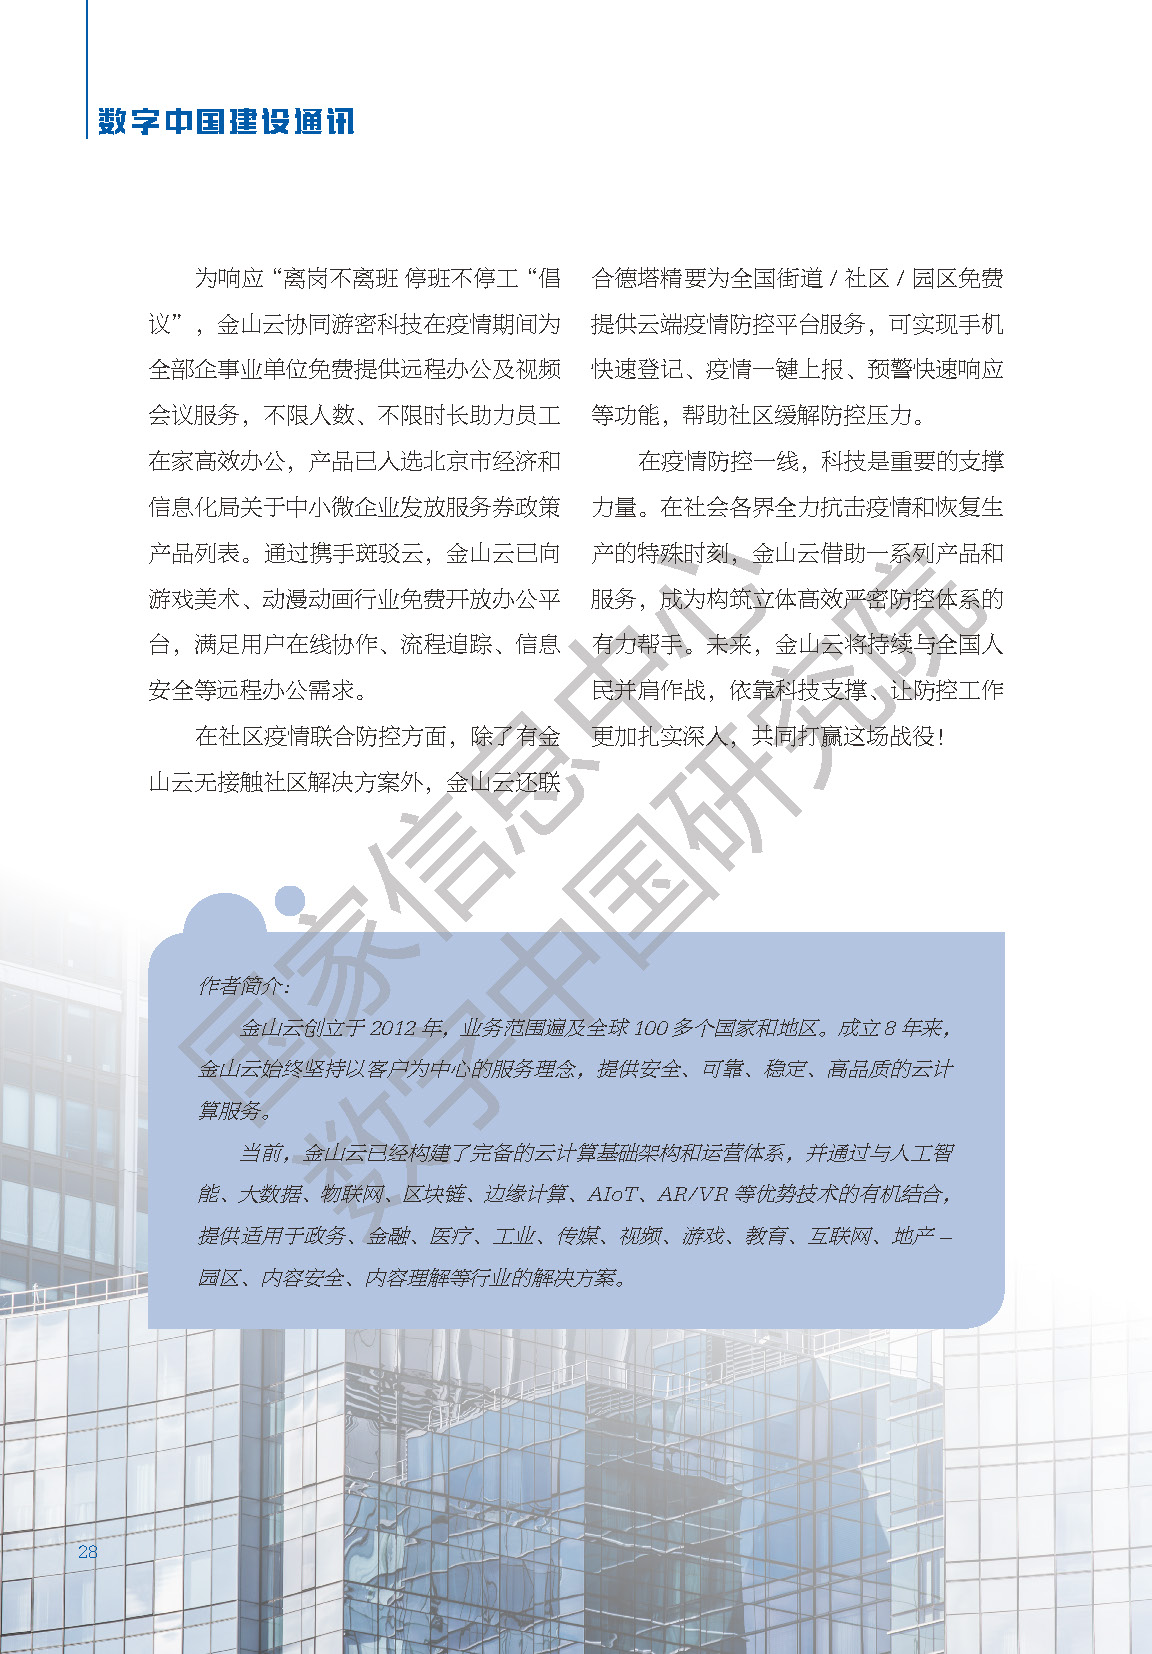 数字中国建设通讯
为响应“离岗不离班 停班不停工“倡
议”，金山云协同游密科技在疫情期间为
全部企事业单位免费提供远程办公及视频
会议服务，不限人数、不限时长助力员工
在家高效办公，产品已入选北京市经济和
信息化局关于中小微企业发放服务券政策
产品列表。通过携手斑驳云，金山云已向
游戏美术、动漫动画行业免费开放办公平
台，满足用户在线协作、流程追踪、信息
安全等远程办公需求。
在社区疫情联合防控方面，除了有金
山云无接触社区解决方案外，金山云还联
合德塔精要为全国街道 / 社区 / 园区免费
提供云端疫情防控平台服务，可实现手机
快速登记、疫情一键上报、预警快速响应
等功能，帮助社区缓解防控压力。
在疫情防控一线，科技是重要的支撑
力量。在社会各界全力抗击疫情和恢复生
产的特殊时刻，金山云借助一系列产品和
服务，成为构筑立体高效严密防控体系的
有力帮手。未来，金山云将持续与全国人
民并肩作战，依靠科技支撑、让防控工作
更加扎实深入，共同打赢这场战役！
国家信息中心
数字中国研究院
作者简介：
金山云创立于 2012 年，业务范围遍及全球 100 多个国家和地区。成立 8 年来，
金山云始终坚持以客户为中心的服务理念，提供安全、可靠、稳定、高品质的云计
算服务。
当前，金山云已经构建了完备的云计算基础架构和运营体系，并通过与人工智
能、大数据、物联网、区块链、边缘计算、AIoT、AR/VR 等优势技术的有机结合，
提供适用于政务、金融、医疗、工业、传媒、视频、游戏、教育、互联网、地产 –
园区、内容安全、内容理解等行业的解决方案。
28